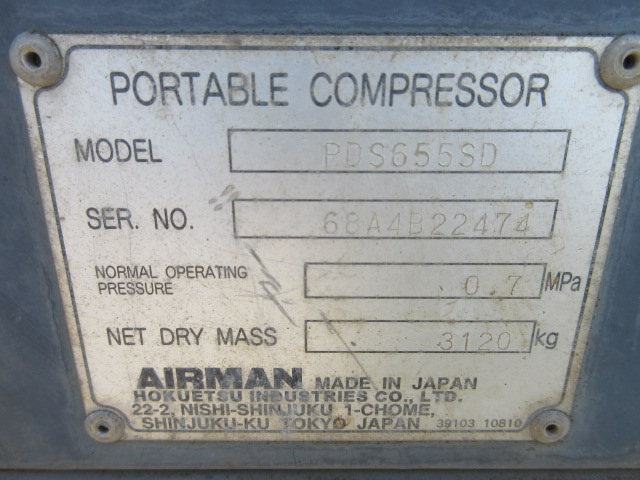 PORTABLE COMPRESSOR
MODEL PDS655SD
SER. NO. 68A4B22474
NORMAL OPERATING
PRESSURE 0.7 MPa
NET DRY MASS 3120 kg
AIRMAN MADE IN JAPAN
HOKUETSU INDUSTRIES CO., LTD.
22-2, NISHI-SHINJUKU 1-CHOME,
SHINJUKU-KU TOKYO JAPAN 39103 10810